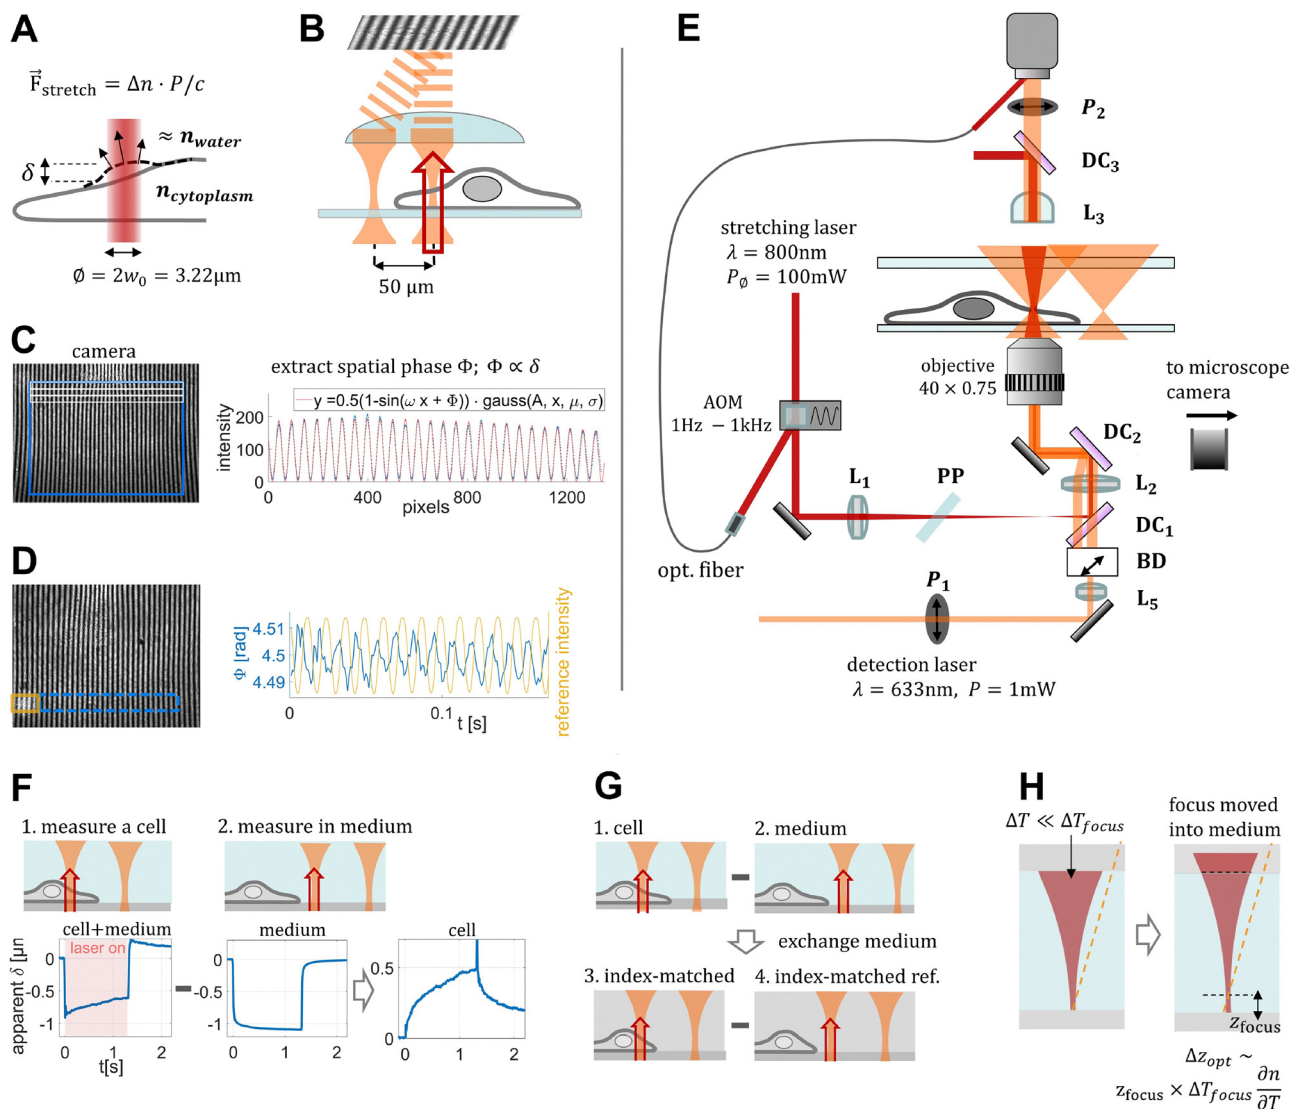 A
F⃗stretch = Δn · P/c
≈ nwater
δ
ncytoplasm
∅ = 2w0 = 3.22μm
B
50 μm
C
camera
extract spatial phase Φ; Φ ∝ δ
y =0.5(1-sin(ω x + Φ)) · gauss(A, x, μ, σ)
intensity
200
100
0
0
400
800
1200
pixels
D
Φ [rad]
4.51
4.5
4.49
0
0.1
t [s]
reference intensity
E
P2
DC3
L3
stretching laser
λ = 800nm
P∅ = 100mW
objective
40 × 0.75
to microscope
camera
AOM
1Hz − 1kHz
DC2
L1
PP
L2
DC1
BD
opt. fiber
P1
L5
detection laser
λ = 633nm, P = 1mW
F
1. measure a cell
2. measure in medium
cell+medium
laser on
apparent δ [μn
0
-0.5
-1
0
1
2
t[s]
medium
0
-0.5
-1
0
1
2
cell
0.5
0
0
1
2
G
1. cell
2. medium
exchange medium
3. index-matched
4. index-matched ref.
H
ΔT ≪ ΔTfocus
focus moved
into medium
zfocus
Δzopt ~
zfocus × ΔTfocus ∂n/∂T